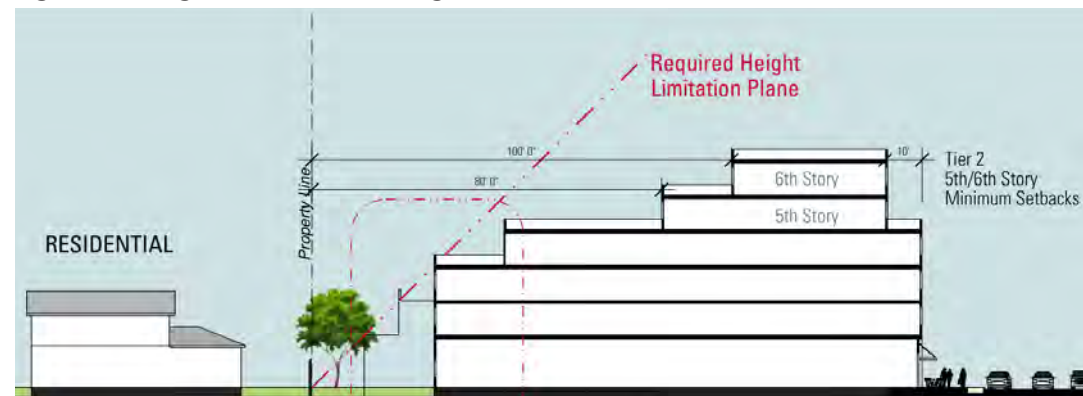 Required Height
Limitation Plane
100' 0"
10'
Tier 2
5th/6th Story
Minimum Setbacks
6th Story
80' 0"
5th Story
Property Line
RESIDENTIAL